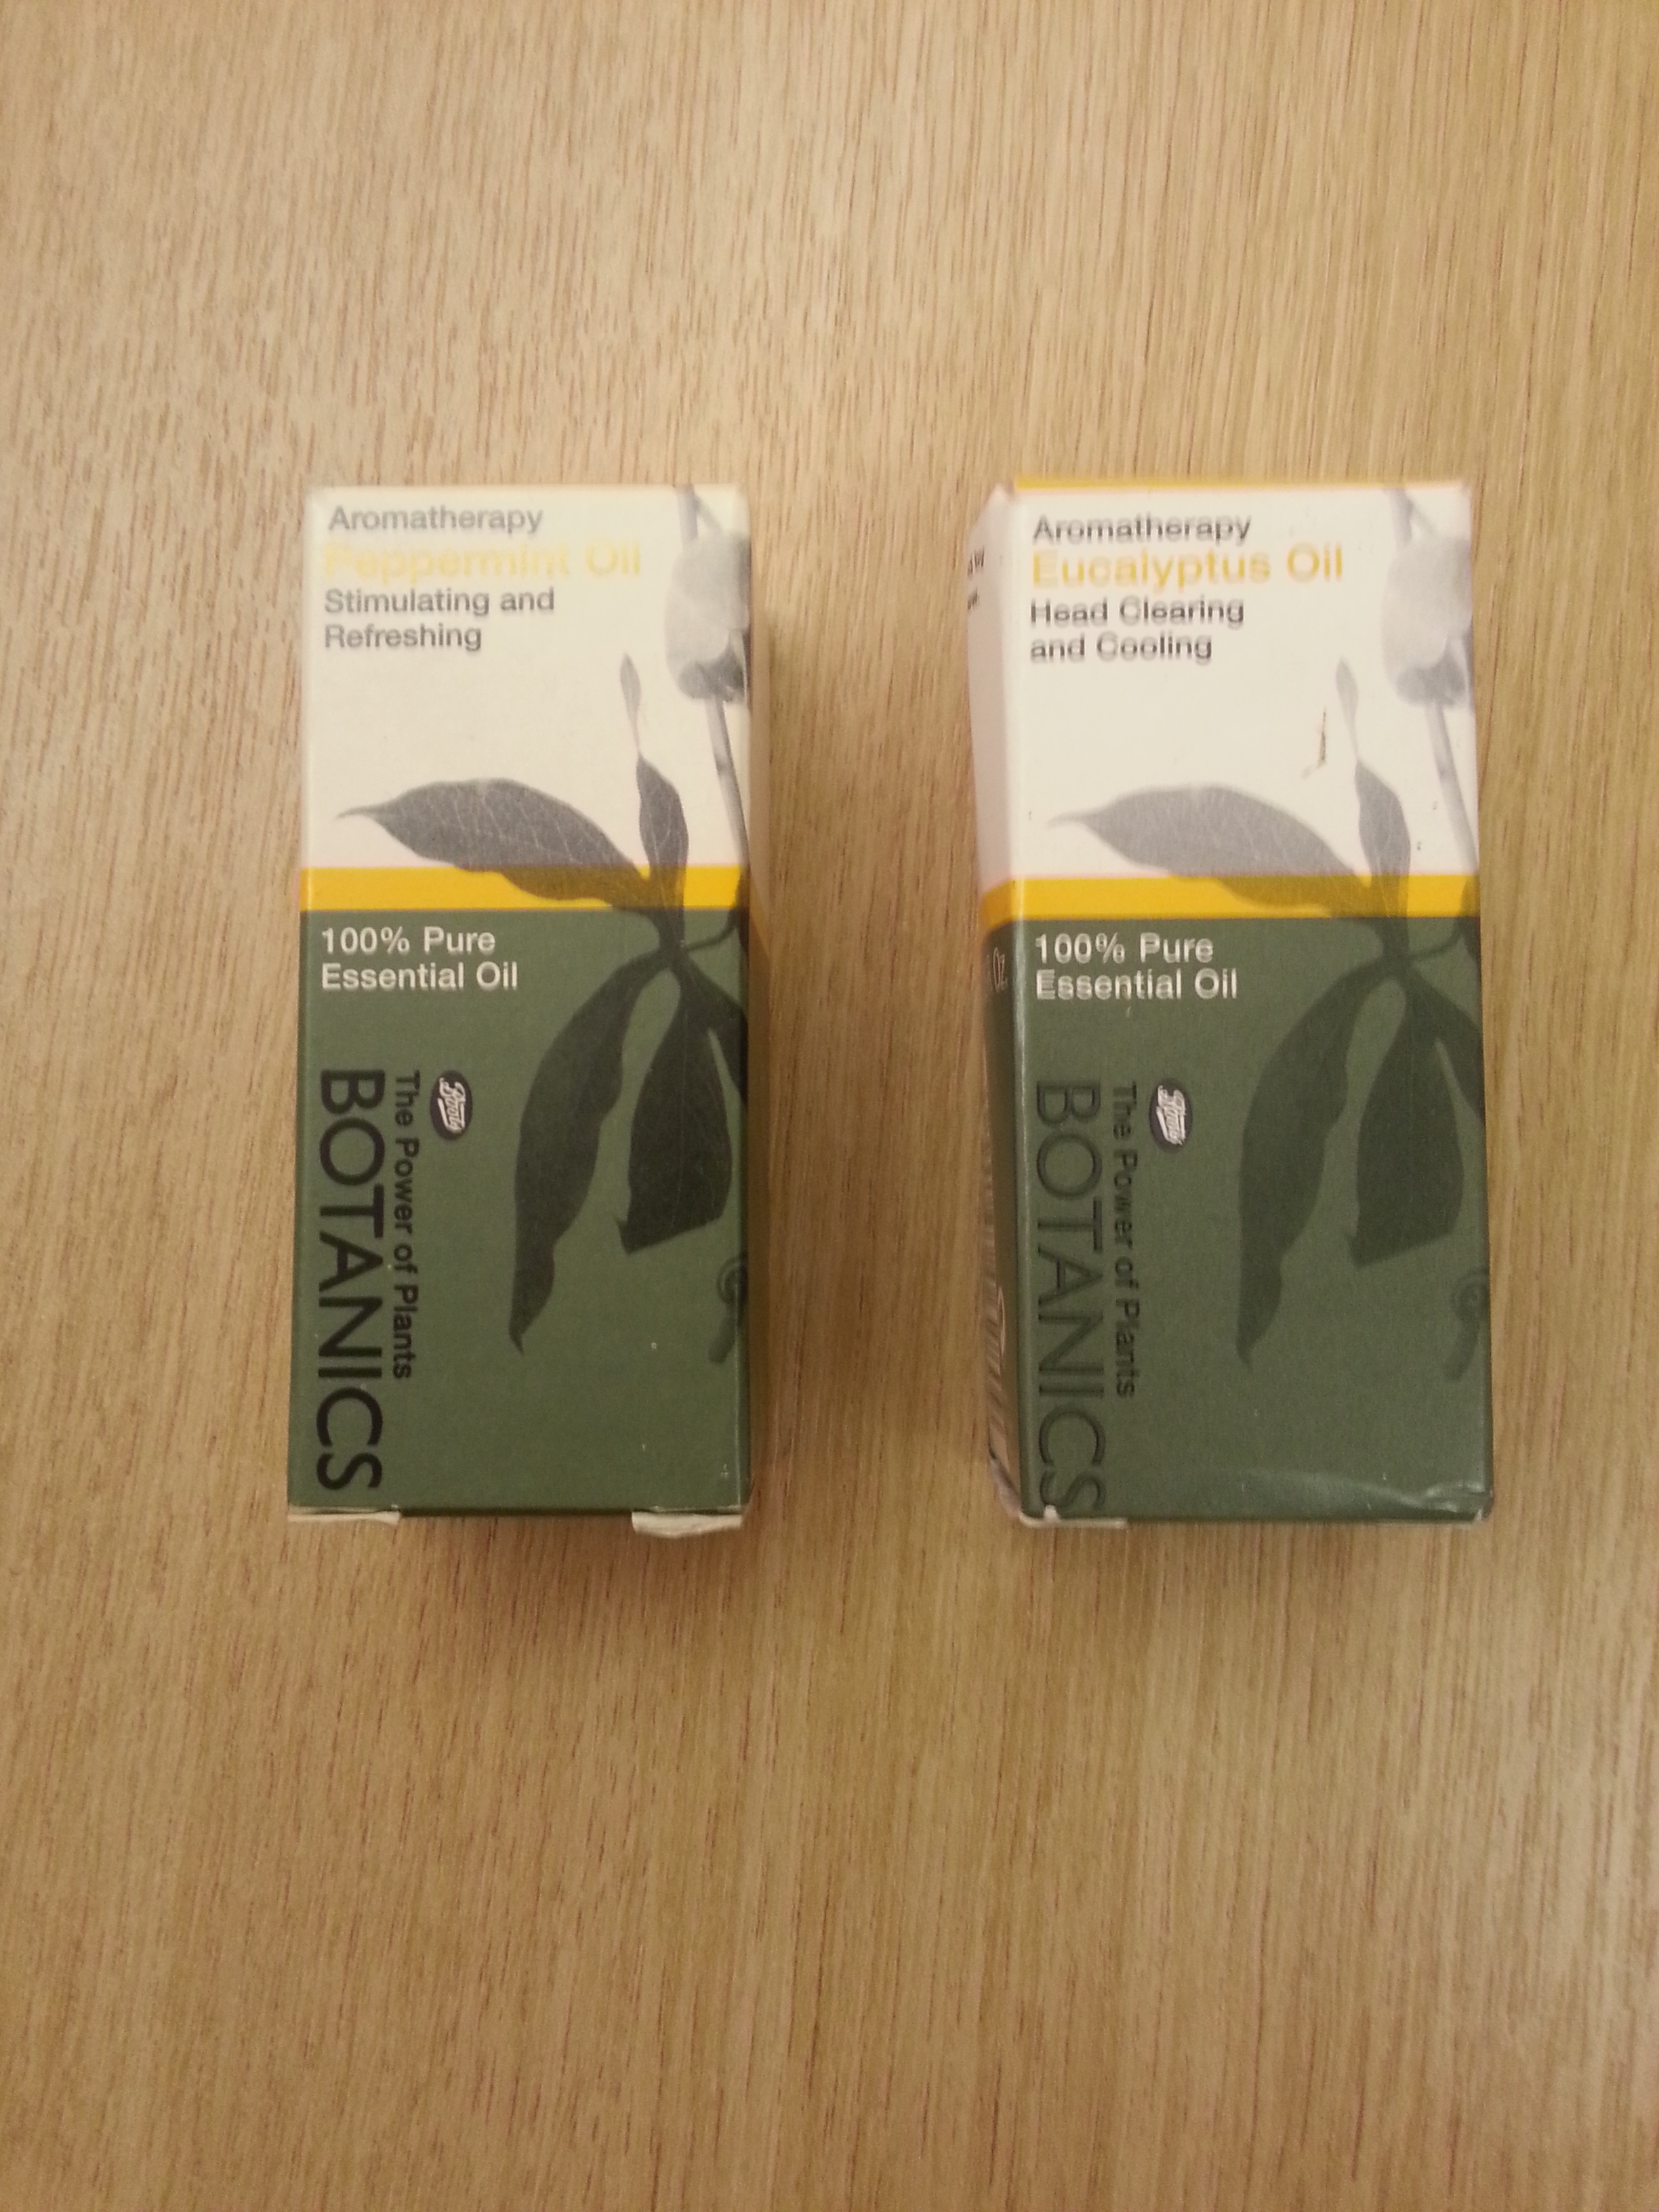 Aromatherapy
Peppermint Oil
Stimulating and
Refreshing
100% Pure
Essential Oil
Boots
The Power of Plants
BOTANICS
Aromatherapy
Eucalyptus Oil
Head Clearing
and Cooling
100% Pure
Essential Oil
Boots
The Power of Plants
BOTANICS
Oz